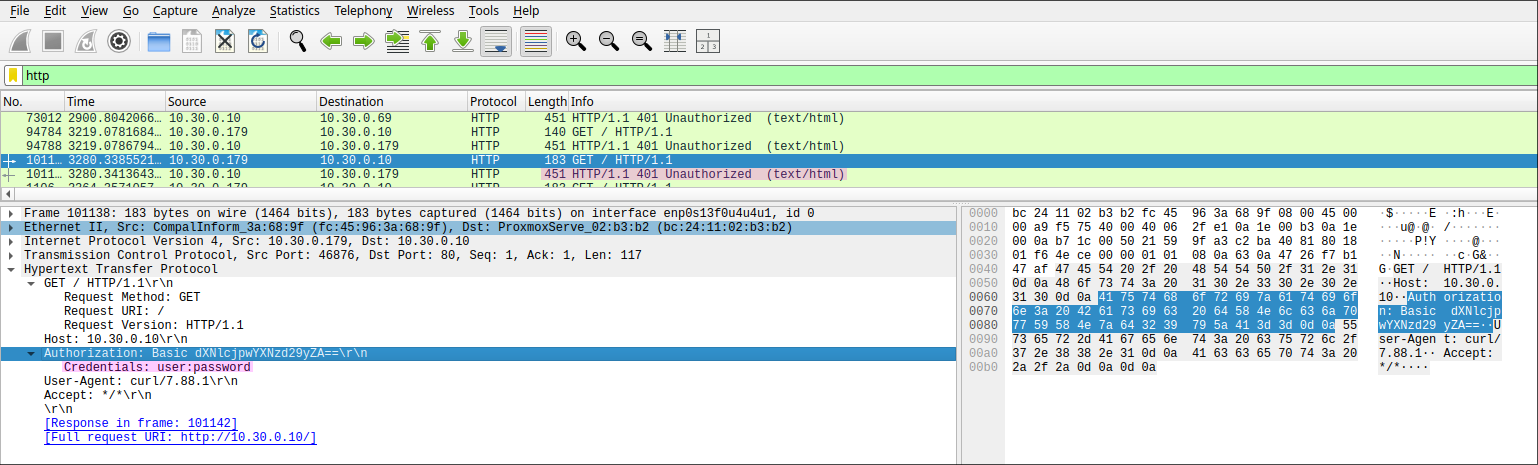 File Edit View Go Capture Analyze Statistics Telephony Wireless Tools Help
http
No. Time Source Destination Protocol Length Info
73012 2900.8042066… 10.30.0.10 10.30.0.69 HTTP 451 HTTP/1.1 401 Unauthorized (text/html)
94784 3219.0781684… 10.30.0.179 10.30.0.10 HTTP 140 GET / HTTP/1.1
94788 3219.0786794… 10.30.0.10 10.30.0.179 HTTP 451 HTTP/1.1 401 Unauthorized (text/html)
1011… 3280.3385521… 10.30.0.179 10.30.0.10 HTTP 183 GET / HTTP/1.1
1011… 3280.3413643… 10.30.0.10 10.30.0.179 HTTP 451 HTTP/1.1 401 Unauthorized (text/html)
Frame 101138: 183 bytes on wire (1464 bits), 183 bytes captured (1464 bits) on interface enp0s13f0u4u4u1, id 0
Ethernet II, Src: CompalInform_3a:68:9f (fc:45:96:3a:68:9f), Dst: ProxmoxServe_02:b3:b2 (bc:24:11:02:b3:b2)
Internet Protocol Version 4, Src: 10.30.0.179, Dst: 10.30.0.10
Transmission Control Protocol, Src Port: 46876, Dst Port: 80, Seq: 1, Ack: 1, Len: 117
Hypertext Transfer Protocol
GET / HTTP/1.1\r\n
Request Method: GET
Request URI: /
Request Version: HTTP/1.1
Host: 10.30.0.10\r\n
Authorization: Basic dXNlcjpwYXNzd29yZA==\r\n
Credentials: user:password
User-Agent: curl/7.88.1\r\n
Accept: */*\r\n
\r\n
[Response in frame: 101142]
[Full request URI: http://10.30.0.10/]
0000 bc 24 11 02 b3 b2 fc 45 96 3a 68 9f 08 00 45 00 ·$·····E ·:h···E·
0010 00 a9 f5 75 40 00 40 06 2f e1 0a 1e 00 b3 0a 1e ···u@·@· /·······
0020 00 0a b7 1c 00 50 21 59 9f a3 c2 ba 40 81 80 18 ·····P!Y ····@···
0030 01 f6 4e ce 00 00 01 01 08 0a 63 0a 47 26 f7 b1 ··N····· ··c·G&··
0040 47 af 47 45 54 20 2f 20 48 54 54 50 2f 31 2e 31 G·GET / HTTP/1.1
0050 0d 0a 48 6f 73 74 3a 20 31 30 2e 33 30 2e 30 2e ··Host: 10.30.0.
0060 31 30 0d 0a 41 75 74 68 6f 72 69 7a 61 74 69 6f 10··Auth orizatio
0070 6e 3a 20 42 61 73 69 63 20 64 58 4e 6c 63 6a 70 n: Basic dXNlcjp
0080 77 59 58 4e 7a 64 32 39 79 5a 41 3d 3d 0d 0a 55 wYXNzd29 yZA==··U
0090 73 65 72 2d 41 67 65 6e 74 3a 20 63 75 72 6c 2f ser-Agen t: curl/
00a0 37 2e 38 38 2e 31 0d 0a 41 63 63 65 70 74 3a 20 7.88.1·· Accept:
00b0 2a 2f 2a 0d 0a 0d 0a */*····